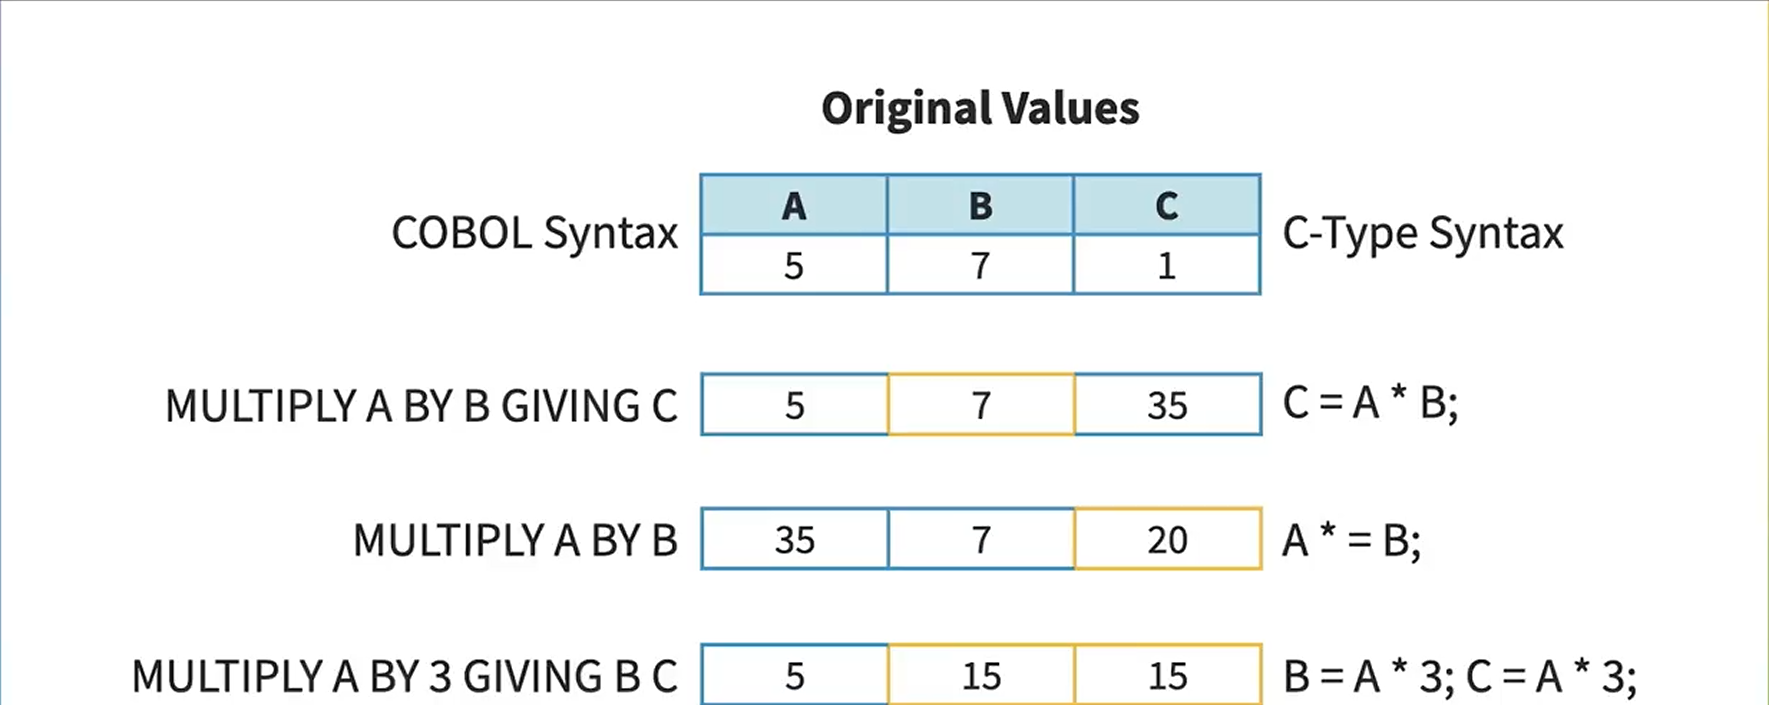 Original Values
COBOL Syntax
A B C
5 7 1
C-Type Syntax
MULTIPLY A BY B GIVING C 5 7 35 C = A * B;
MULTIPLY A BY B 35 7 20 A * = B;
MULTIPLY A BY 3 GIVING B C 5 15 15 B = A * 3; C = A * 3;